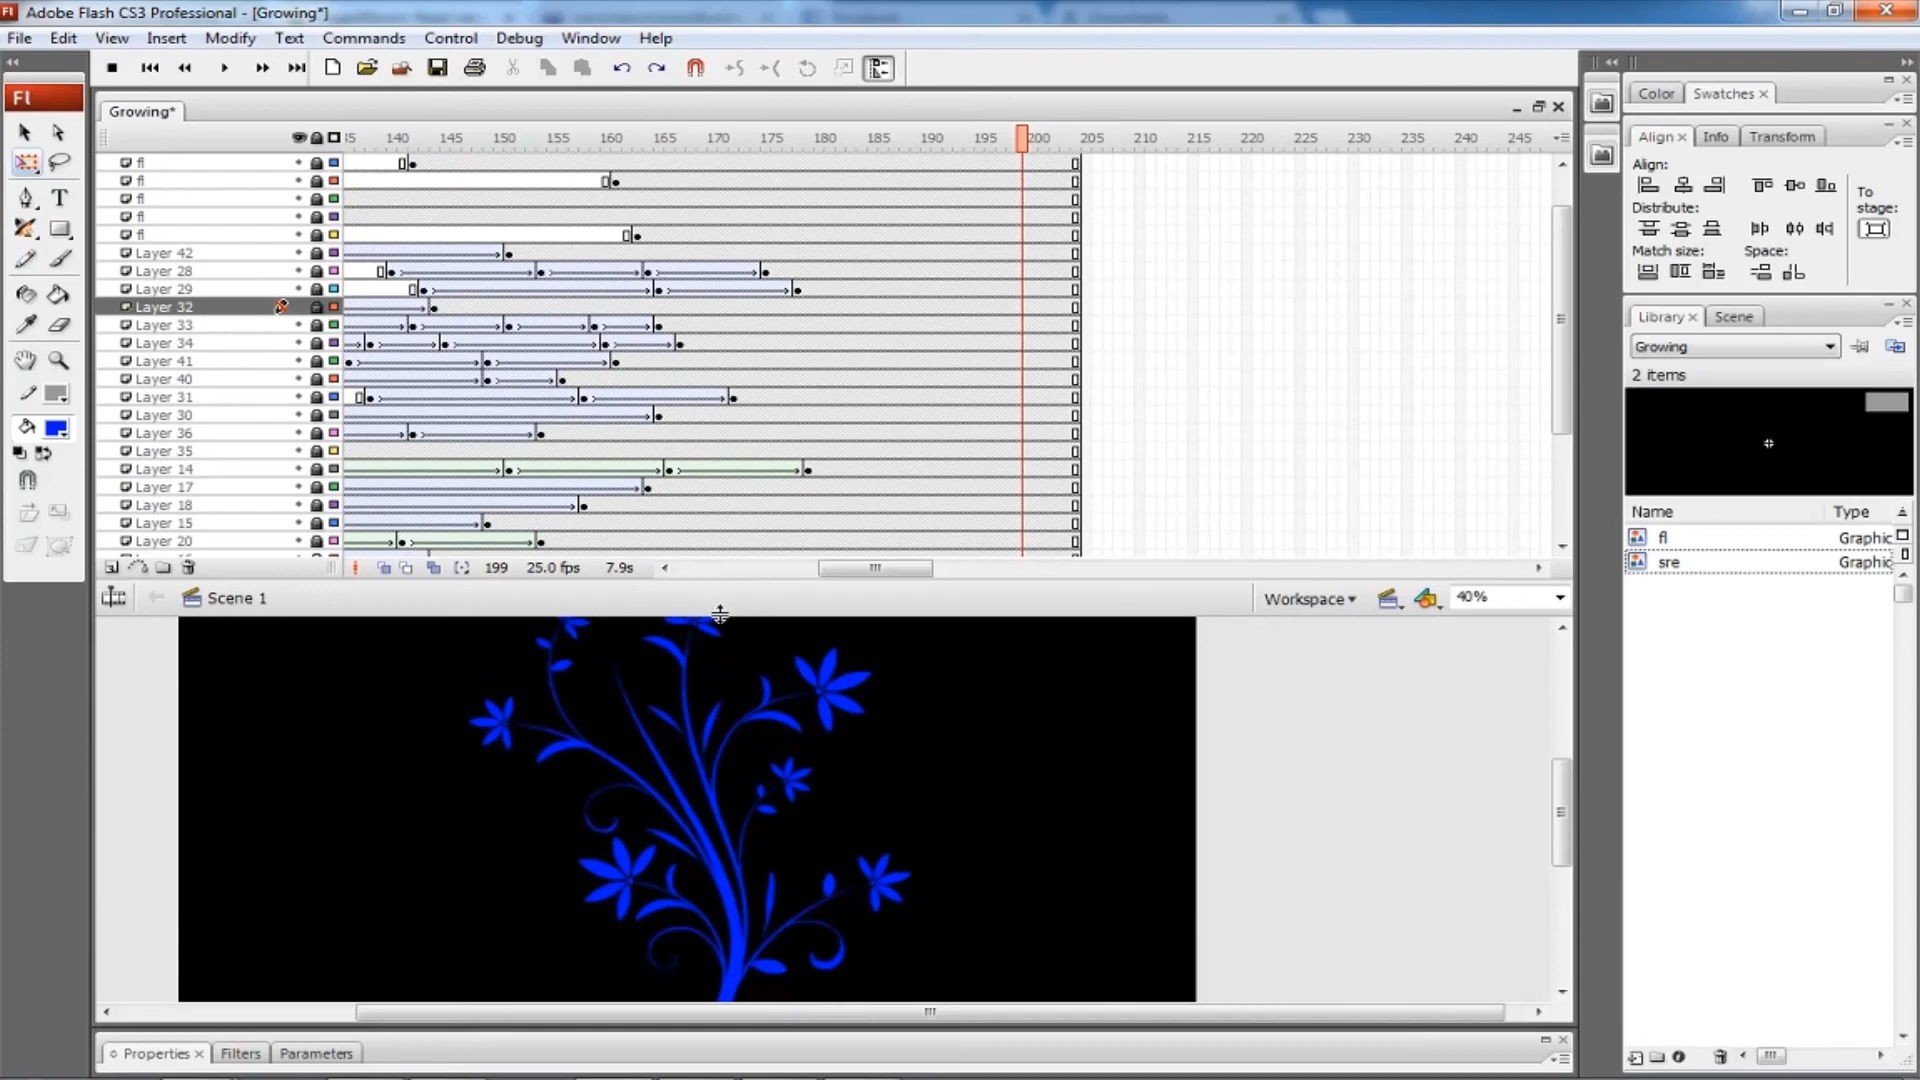 Fl Adobe Flash CS3 Professional - [Growing*]
File Edit View Insert Modify Text Commands Control Debug Window Help
Fl
Growing*
35 140 145 150 155 160 165 170 175 180 185 190 195 200 205 210 215 220 225 230 235 240 245
fl
fl
fl
fl
fl
Layer 42
Layer 28
Layer 29
Layer 32
Layer 33
Layer 34
Layer 41
Layer 40
Layer 31
Layer 30
Layer 36
Layer 35
Layer 14
Layer 17
Layer 18
Layer 15
Layer 20
199 25.0 fps 7.9s
Scene 1
Workspace
40%
Properties Filters Parameters
Color Swatches
Align Info Transform
Align:
To
stage:
Distribute:
Match size: Space:
Library Scene
Growing
2 items
Name Type
fl Graphic
sre Graphic